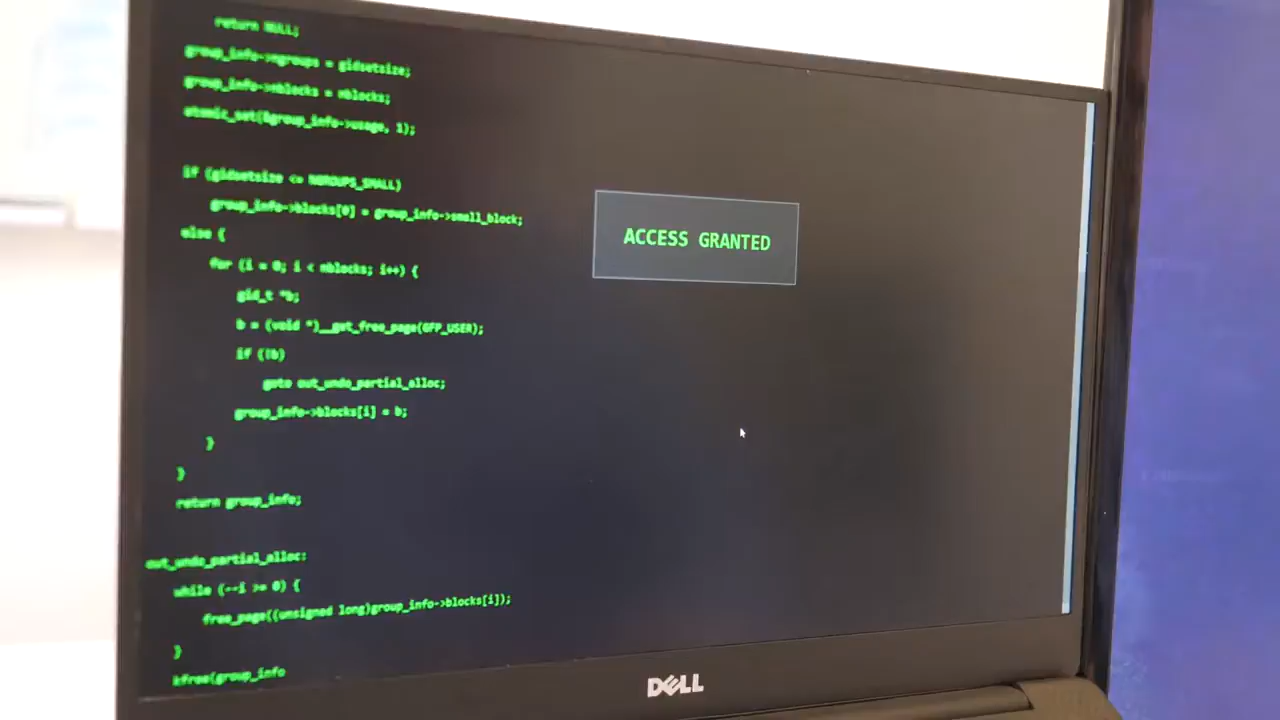 return NULL;
group_info->ngroups = gidsetsize;
group_info->nblocks = nblocks;
atomic_set(&group_info->usage, 1);
if (gidsetsize <= NGROUPS_SMALL)
group_info->blocks[0] = group_info->small_block;
else {
for (i = 0; i < nblocks; i++) {
gid_t *b;
b = (void *)__get_free_page(GFP_USER);
if (!b)
goto out_undo_partial_alloc;
group_info->blocks[i] = b;
}
}
return group_info;
out_undo_partial_alloc:
while (--i >= 0) {
free_page((unsigned long)group_info->blocks[i]);
}
kfree(group_info
ACCESS GRANTED
DELL